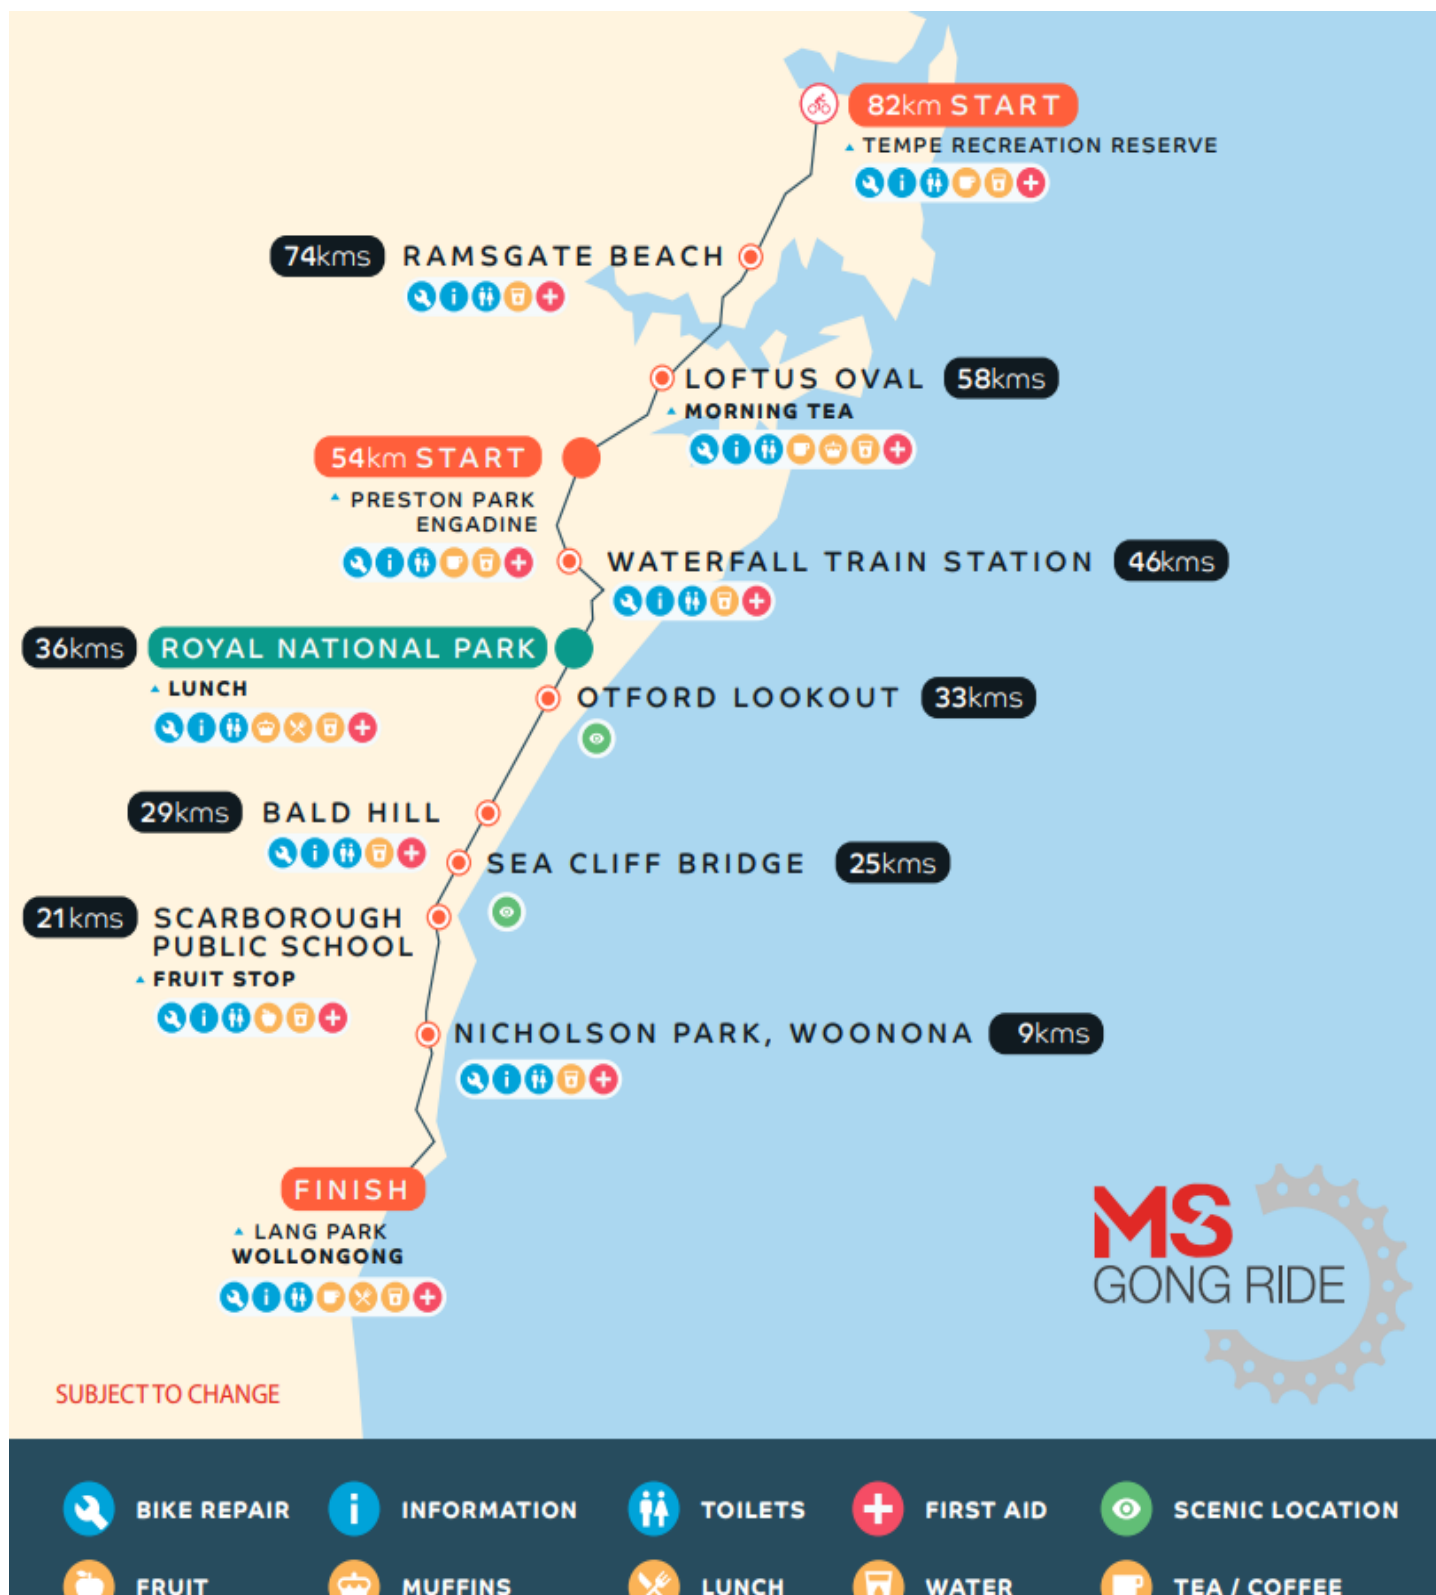 82km START
TEMPE RECREATION RESERVE
74kms RAMSGATE BEACH
LOFTUS OVAL 58kms
MORNING TEA
54km START
PRESTON PARK
ENGADINE
WATERFALL TRAIN STATION 46kms
36kms ROYAL NATIONAL PARK
LUNCH
OTFORD LOOKOUT 33kms
29kms BALD HILL
SEA CLIFF BRIDGE 25kms
21kms SCARBOROUGH
PUBLIC SCHOOL
FRUIT STOP
NICHOLSON PARK, WOONONA 9kms
FINISH
LANG PARK
WOLLONGONG
MS
GONG RIDE
SUBJECT TO CHANGE
BIKE REPAIR INFORMATION TOILETS FIRST AID SCENIC LOCATION
FRUIT MUFFINS LUNCH WATER TEA / COFFEE